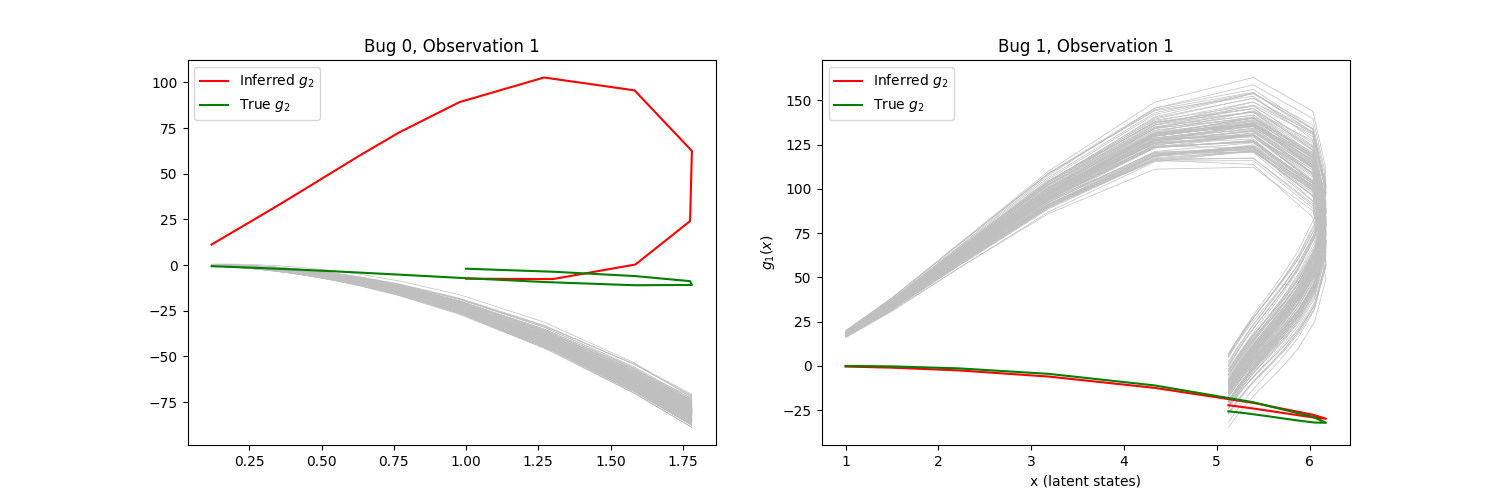 Bug 0, Observation 1
Inferred g₂
True g₂
100
75
50
25
0
−25
−50
−75
0.25 0.50 0.75 1.00 1.25 1.50 1.75
Bug 1, Observation 1
Inferred g₂
True g₂
g₁(x)
150
125
100
75
50
25
0
−25
1 2 3 4 5 6
x (latent states)